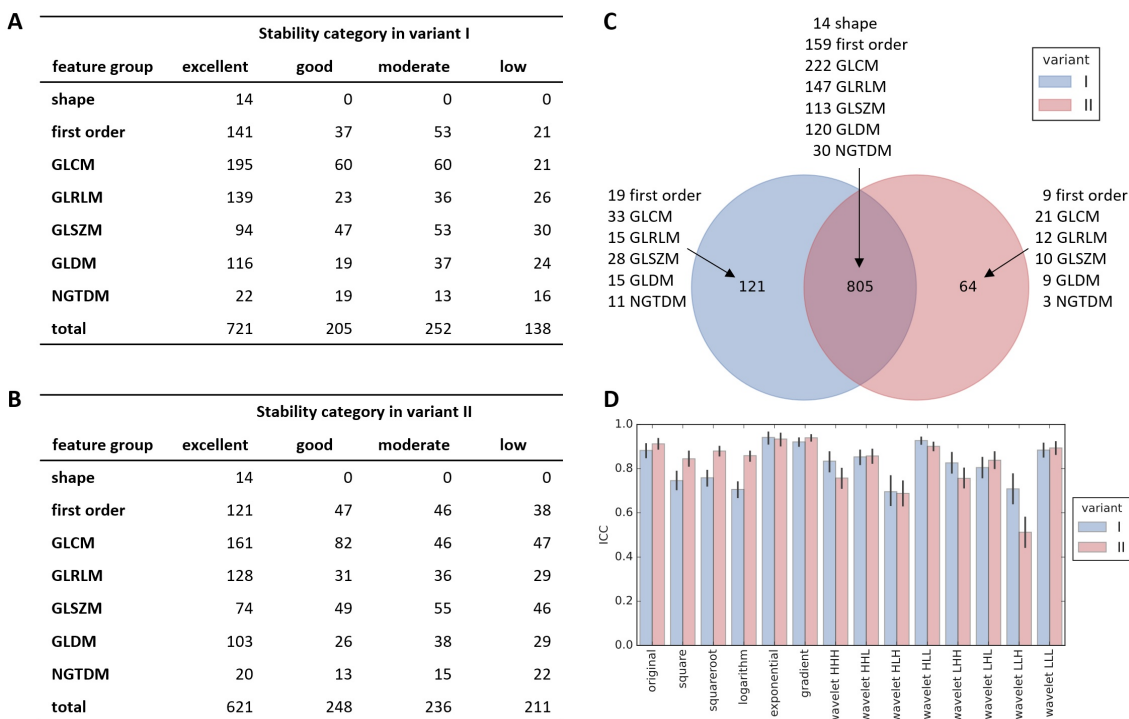 A
Stability category in variant I
feature group excellent good moderate low
shape 14 0 0 0
first order 141 37 53 21
GLCM 195 60 60 21
GLRLM 139 23 36 26
GLSZM 94 47 53 30
GLDM 116 19 37 24
NGTDM 22 19 13 16
total 721 205 252 138
B
Stability category in variant II
feature group excellent good moderate low
shape 14 0 0 0
first order 121 47 46 38
GLCM 161 82 46 47
GLRLM 128 31 36 29
GLSZM 74 49 55 46
GLDM 103 26 38 29
NGTDM 20 13 15 22
total 621 248 236 211
C
14 shape
159 first order
222 GLCM
147 GLRLM
113 GLSZM
120 GLDM
30 NGTDM
variant
I
II
19 first order
33 GLCM
15 GLRLM
28 GLSZM
15 GLDM
11 NGTDM
121
805
64
9 first order
21 GLCM
12 GLRLM
10 GLSZM
9 GLDM
3 NGTDM
D
1.0
0.8
0.6
0.4
0.2
0.0
ICC
original
square
squareroot
logarithm
exponential
gradient
wavelet HHH
wavelet HHL
wavelet HLH
wavelet HLL
wavelet LHH
wavelet LHL
wavelet LLH
wavelet LLL
variant
I
II